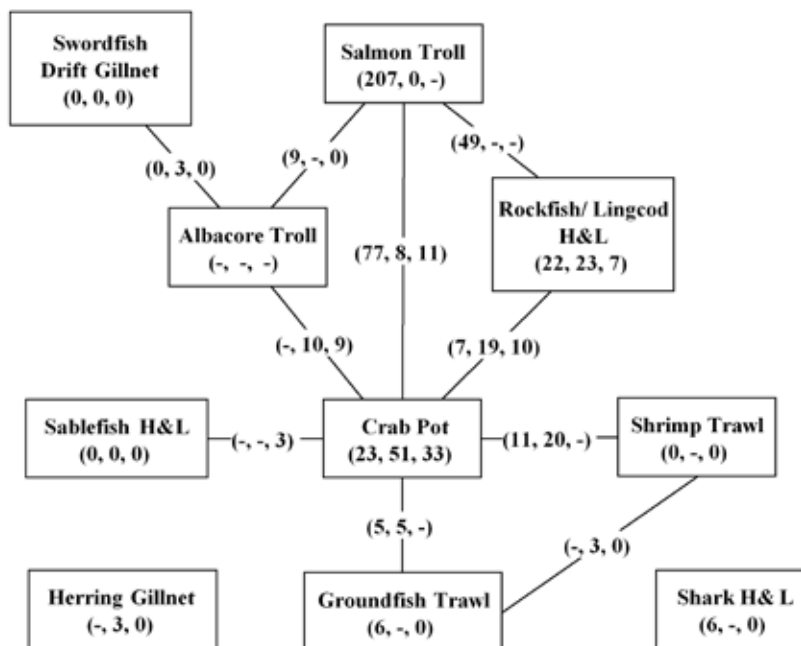 Swordfish
Drift Gillnet
(0, 0, 0)
Salmon Troll
(207, 0, -)
(0, 3, 0)
(9, -, 0)
(49, -, -)
Albacore Troll
(-, -, -)
(77, 8, 11)
Rockfish/ Lingcod
H&L
(22, 23, 7)
(-, 10, 9)
(7, 19, 10)
Sablefish H&L
(0, 0, 0)
(-, -, 3)
Crab Pot
(23, 51, 33)
(11, 20, -)
Shrimp Trawl
(0, -, 0)
(5, 5, -)
(-, 3, 0)
Herring Gillnet
(-, 3, 0)
Groundfish Trawl
(6, -, 0)
Shark H& L
(6, -, 0)